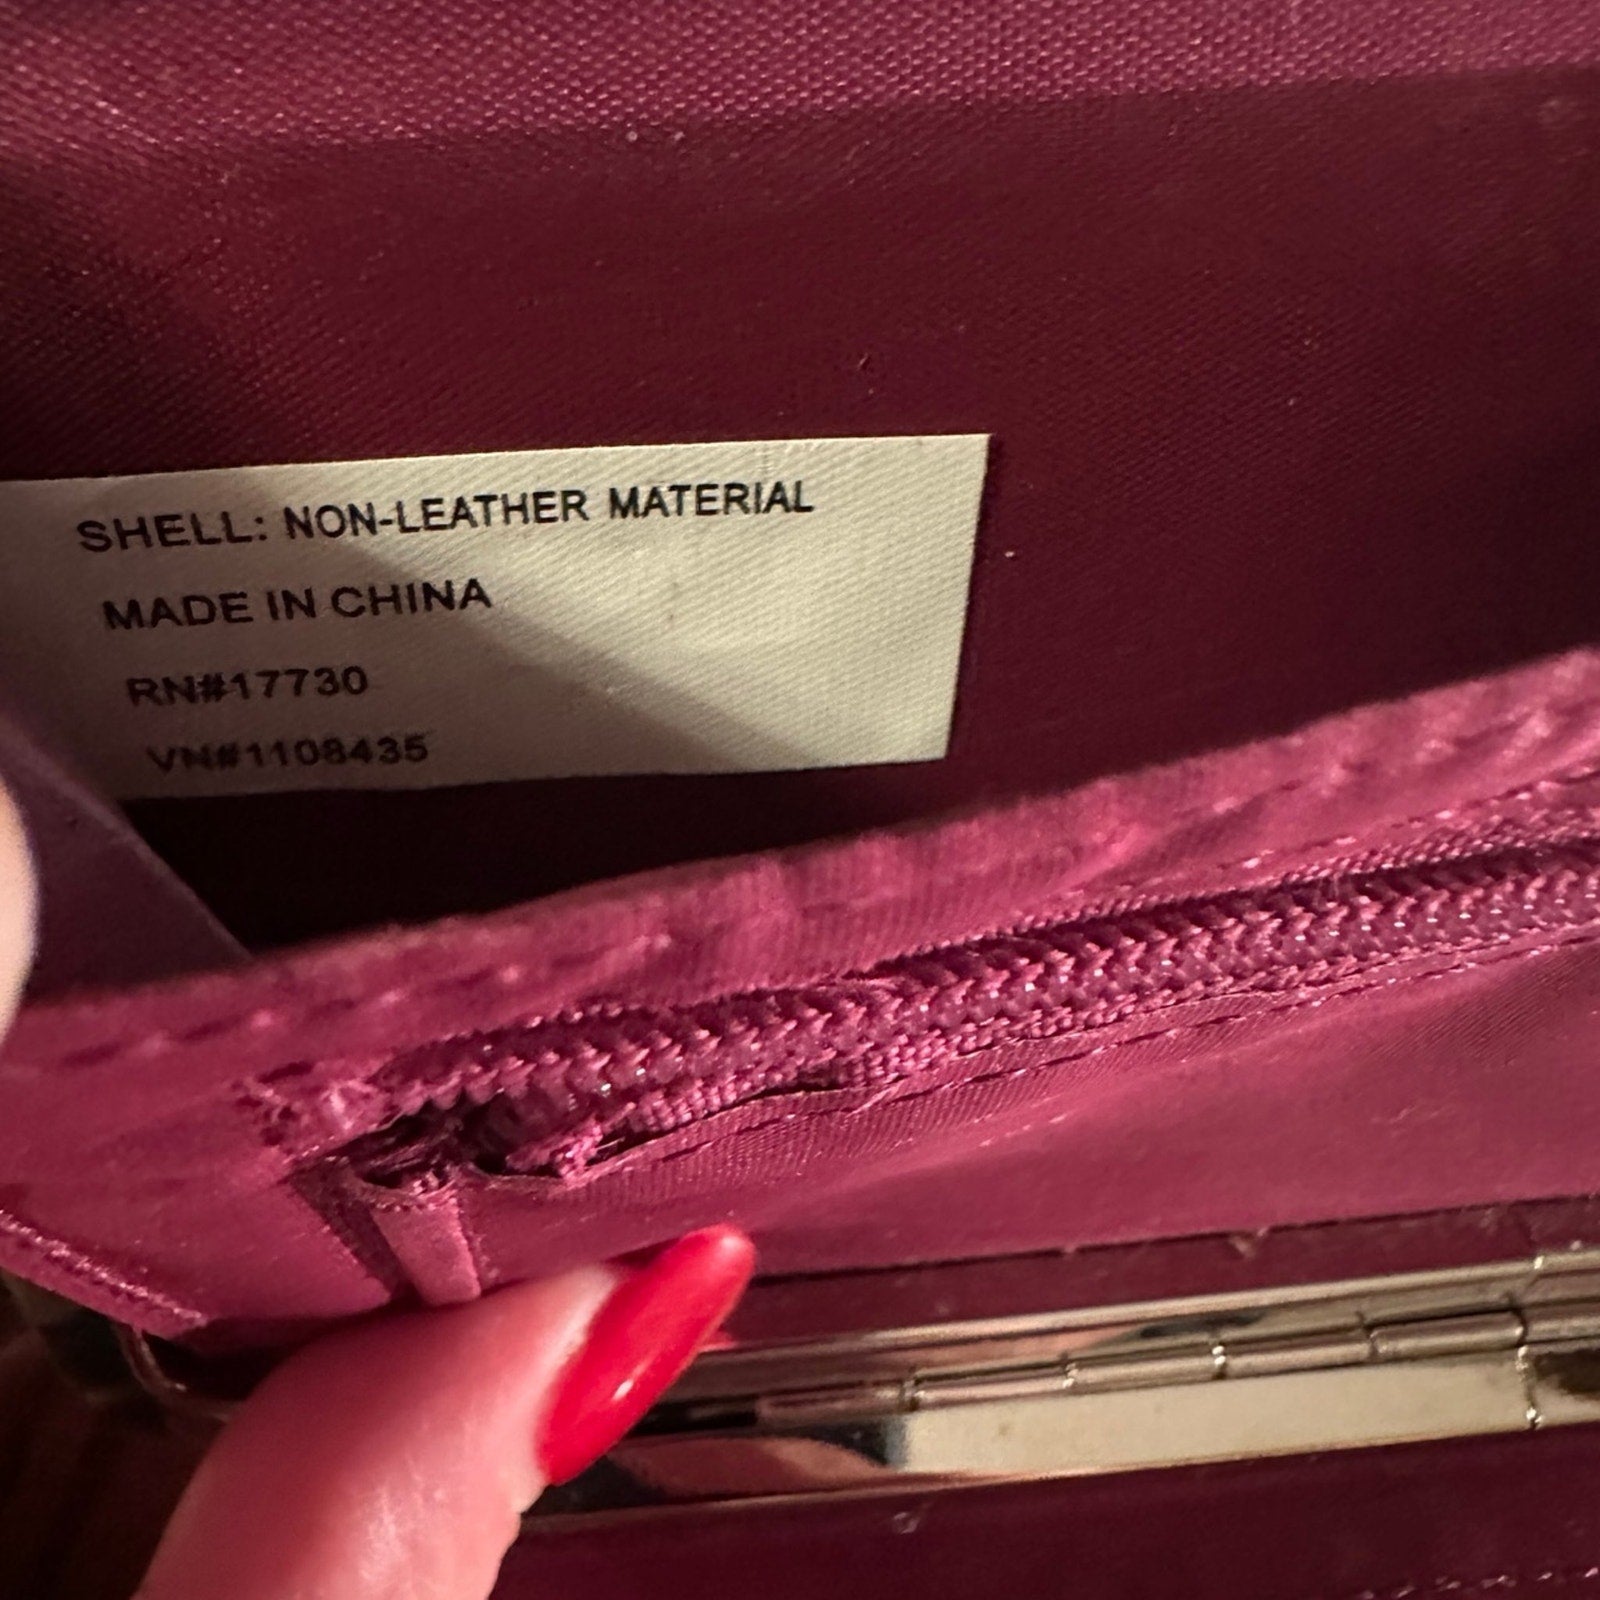 SHELL: NON-LEATHER MATERIAL
MADE IN CHINA
RN#17730
VN#1108435